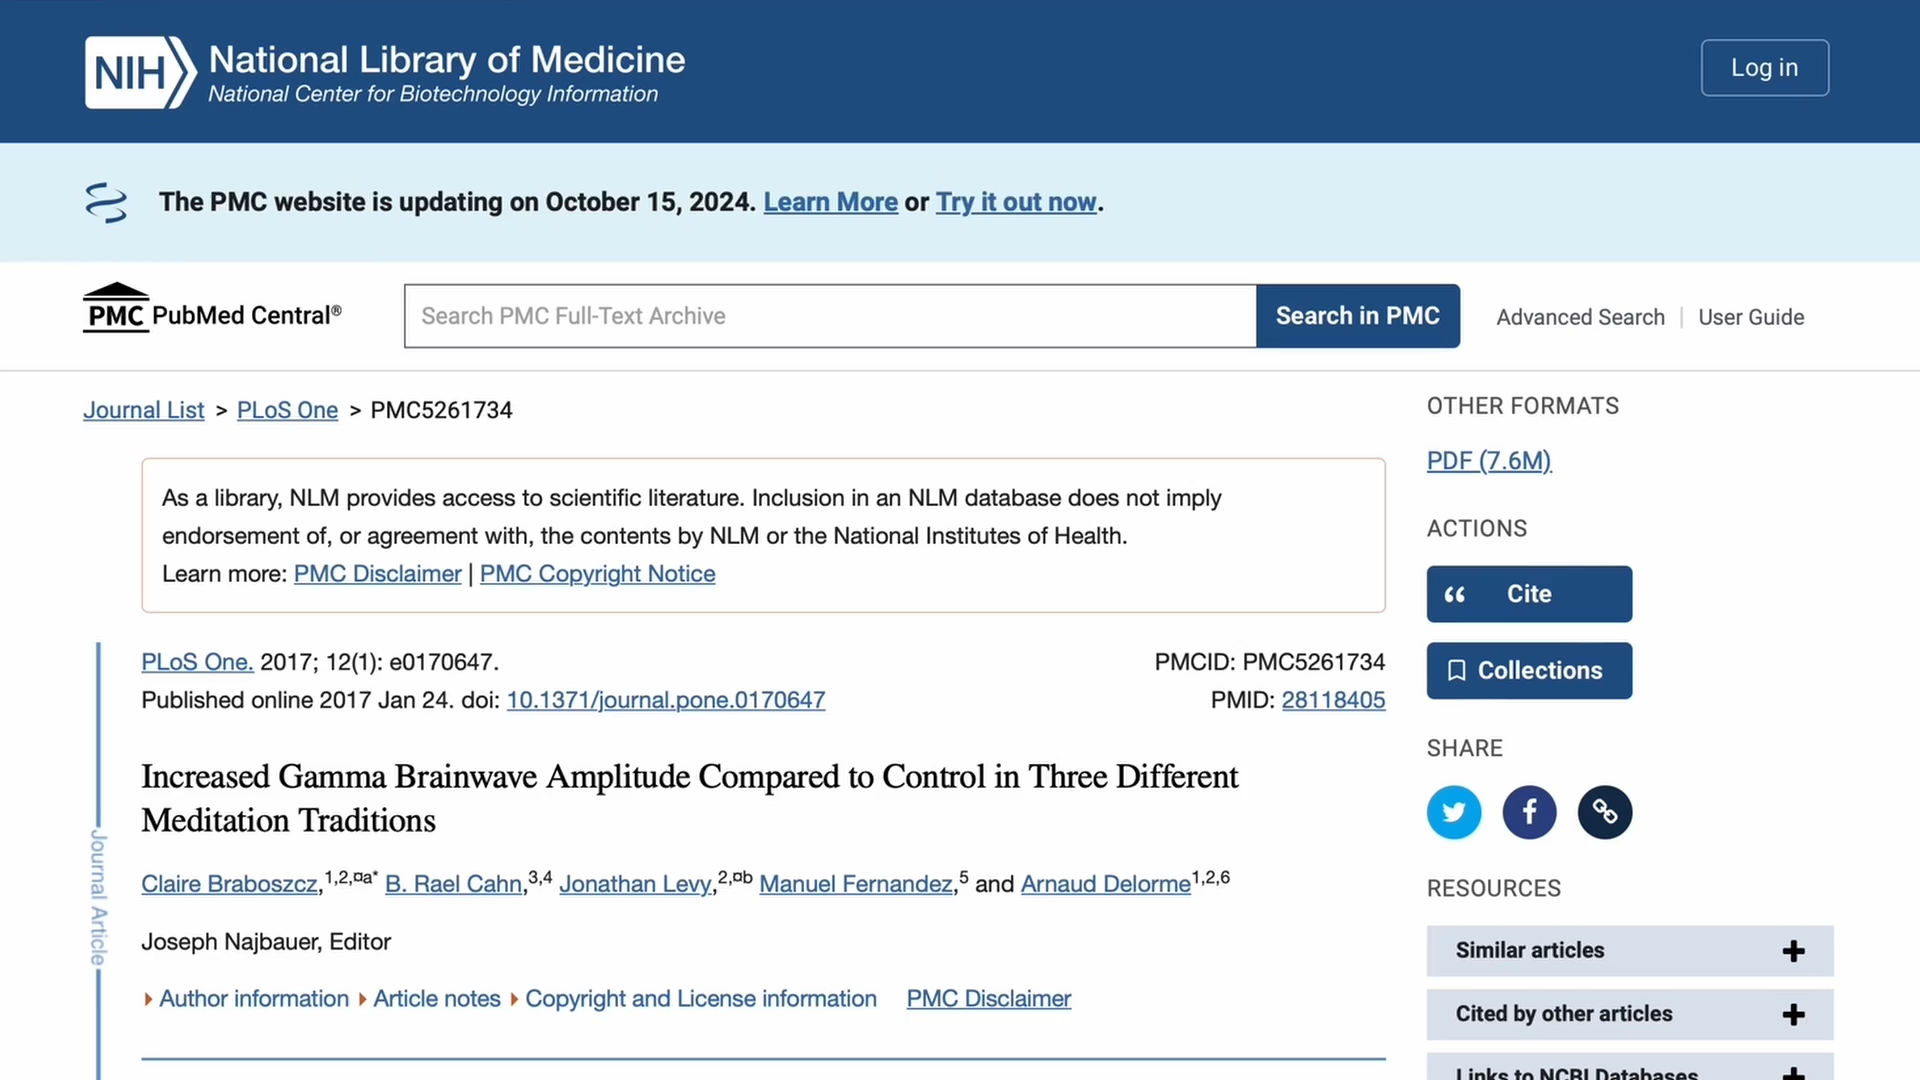 NIH National Library of Medicine
National Center for Biotechnology Information
Log in
The PMC website is updating on October 15, 2024. Learn More or Try it out now.
PMC PubMed Central®
Search PMC Full-Text Archive
Search in PMC
Advanced Search | User Guide
Journal List > PLoS One > PMC5261734
As a library, NLM provides access to scientific literature. Inclusion in an NLM database does not imply
endorsement of, or agreement with, the contents by NLM or the National Institutes of Health.
Learn more: PMC Disclaimer | PMC Copyright Notice
Journal Article
PLoS One. 2017; 12(1): e0170647.
PMCID: PMC5261734
Published online 2017 Jan 24. doi: 10.1371/journal.pone.0170647
PMID: 28118405
Increased Gamma Brainwave Amplitude Compared to Control in Three Different
Meditation Traditions
Claire Braboszcz,1,2,¤a* B. Rael Cahn,3,4 Jonathan Levy,2,¤b Manuel Fernandez,5 and Arnaud Delorme1,2,6
Joseph Najbauer, Editor
Author information Article notes Copyright and License information PMC Disclaimer
OTHER FORMATS
PDF (7.6M)
ACTIONS
Cite
Collections
SHARE
RESOURCES
Similar articles
Cited by other articles
Links to NCBI Databases